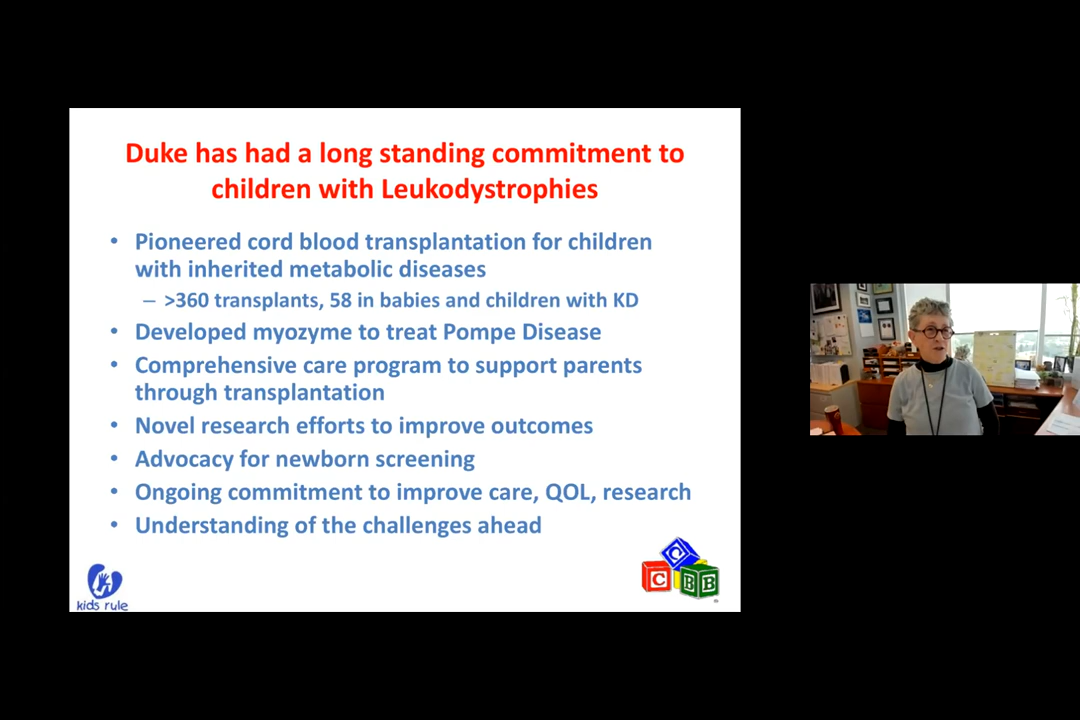 Duke has had a long standing commitment to
children with Leukodystrophies
• Pioneered cord blood transplantation for children
with inherited metabolic diseases
– >360 transplants, 58 in babies and children with KD
• Developed myozyme to treat Pompe Disease
• Comprehensive care program to support parents
through transplantation
• Novel research efforts to improve outcomes
• Advocacy for newborn screening
• Ongoing commitment to improve care, QOL, research
• Understanding of the challenges ahead
kids rule
C
C
B
B